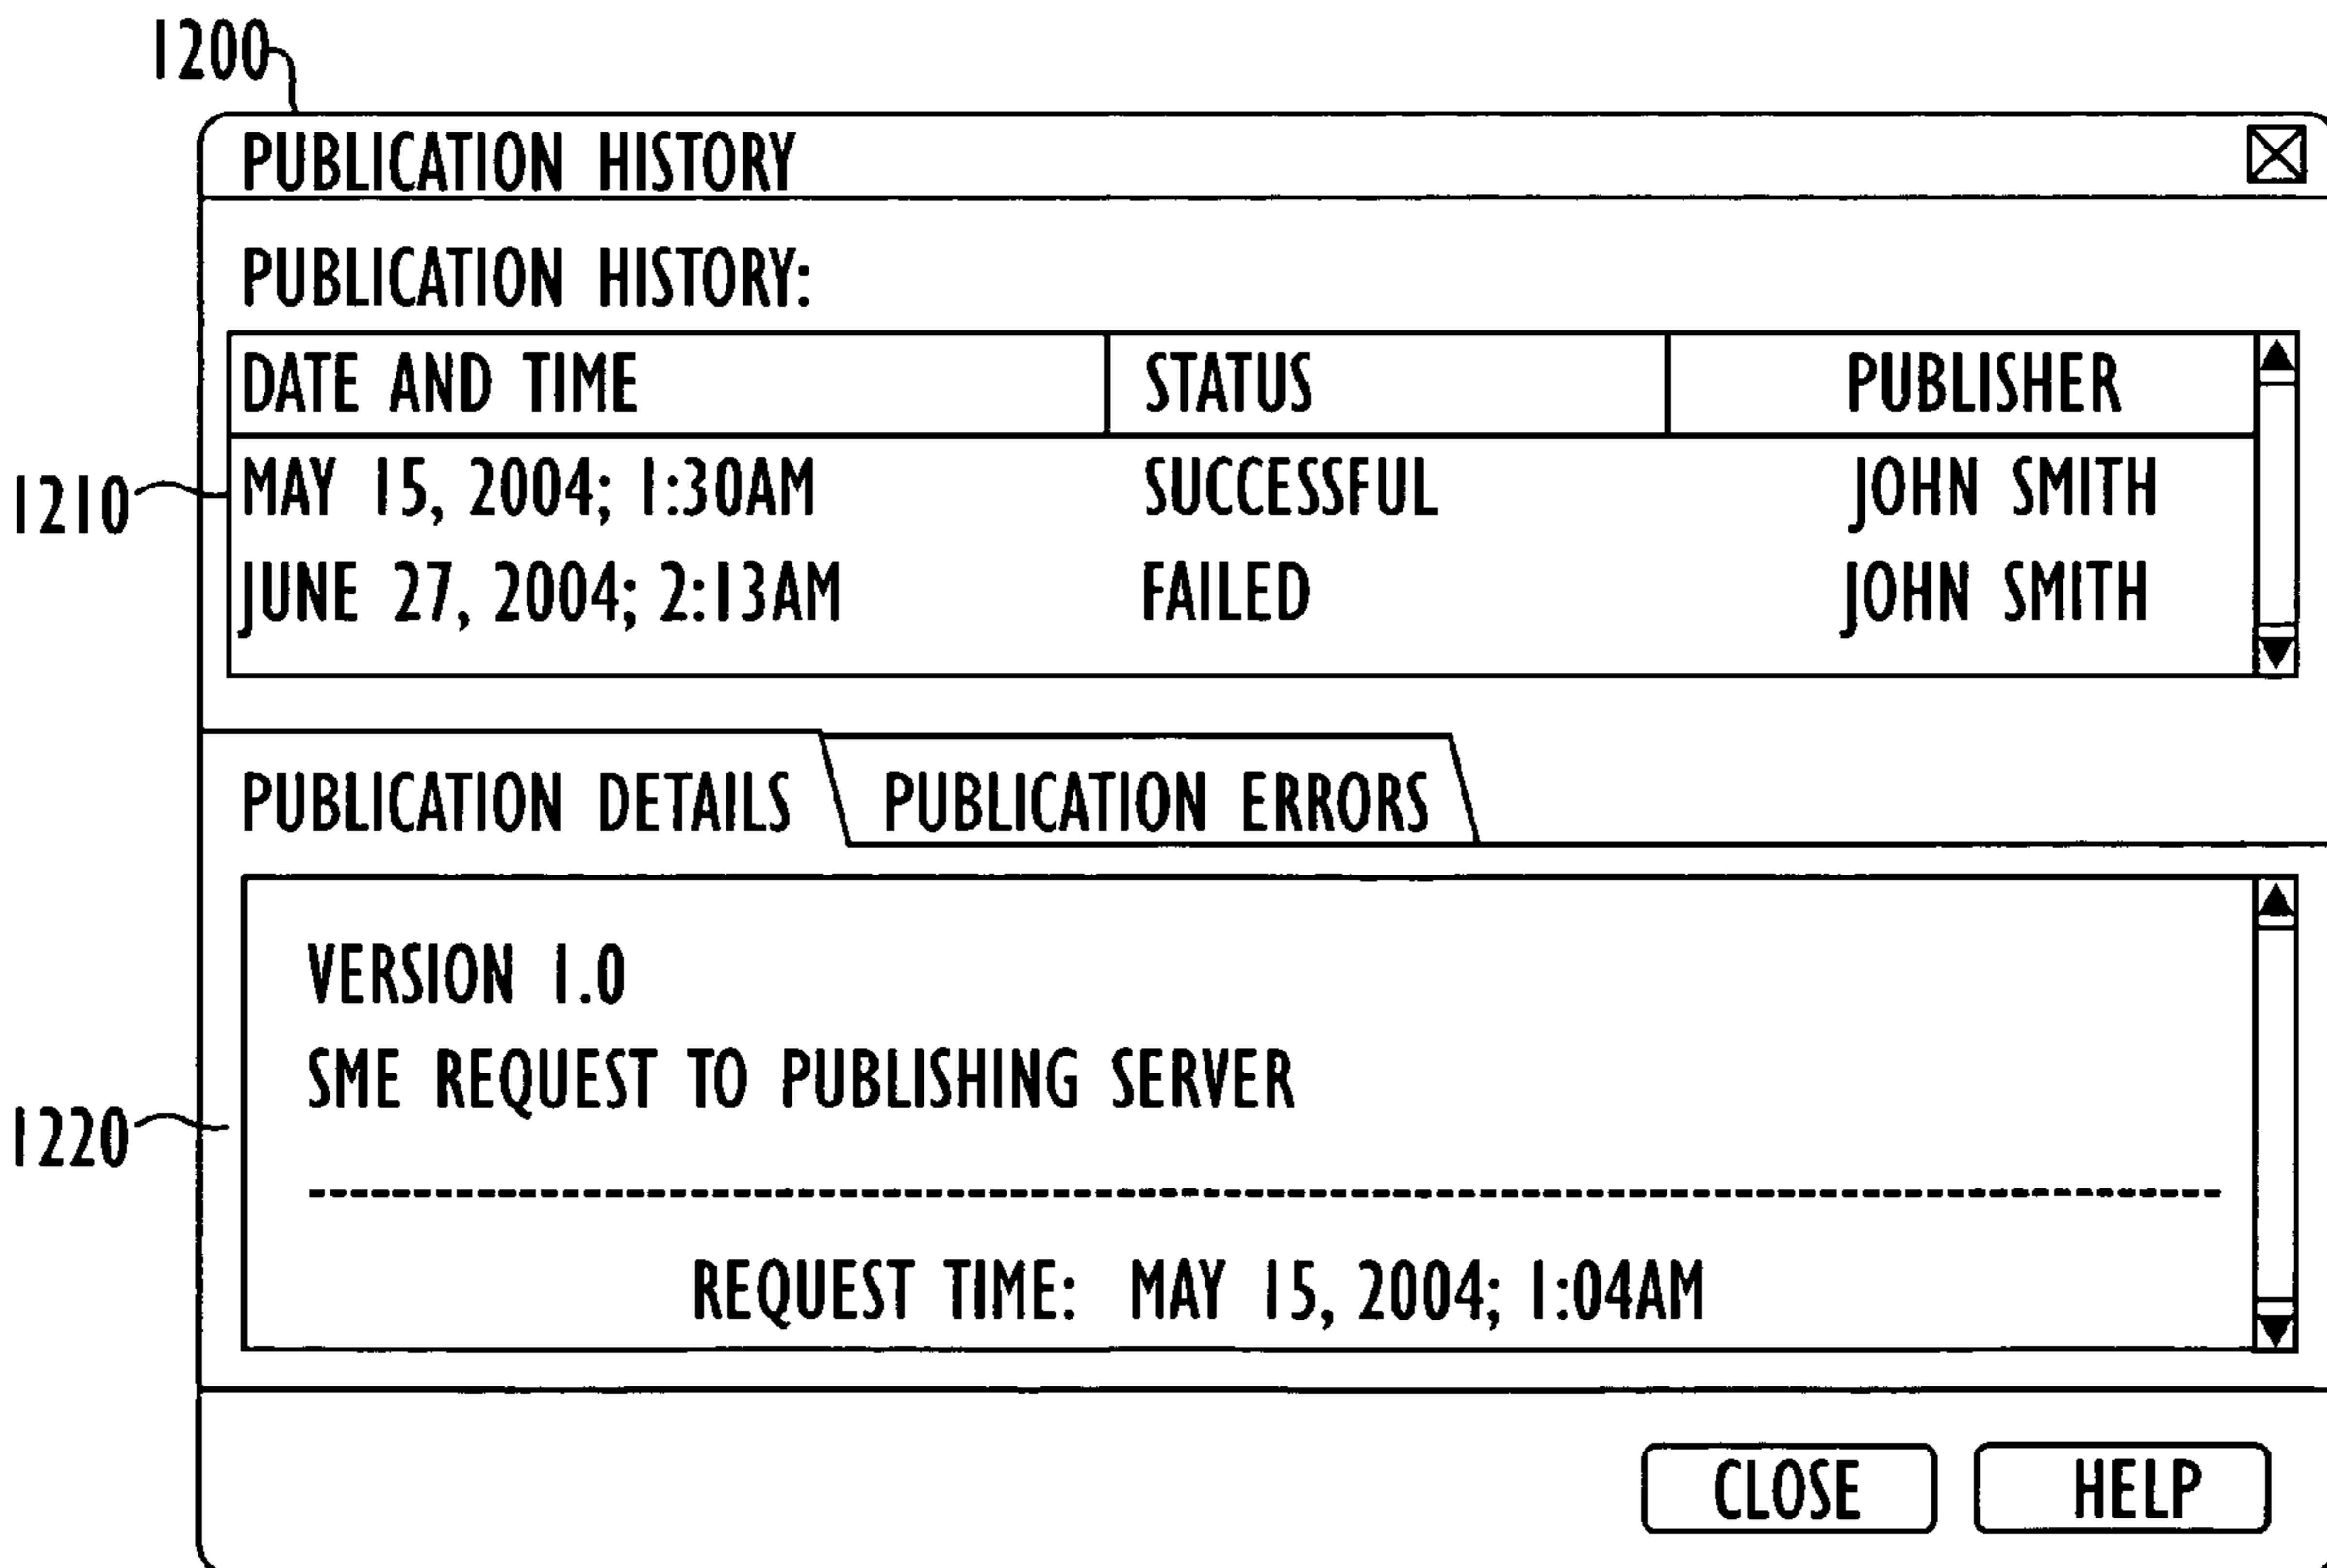 1200
PUBLICATION HISTORY
PUBLICATION HISTORY:
DATE AND TIME STATUS PUBLISHER
1210 MAY 15, 2004; 1:30AM SUCCESSFUL JOHN SMITH
JUNE 27, 2004; 2:13AM FAILED JOHN SMITH
PUBLICATION DETAILS PUBLICATION ERRORS
VERSION 1.0
SME REQUEST TO PUBLISHING SERVER
1220
REQUEST TIME: MAY 15, 2004; 1:04AM
CLOSE HELP